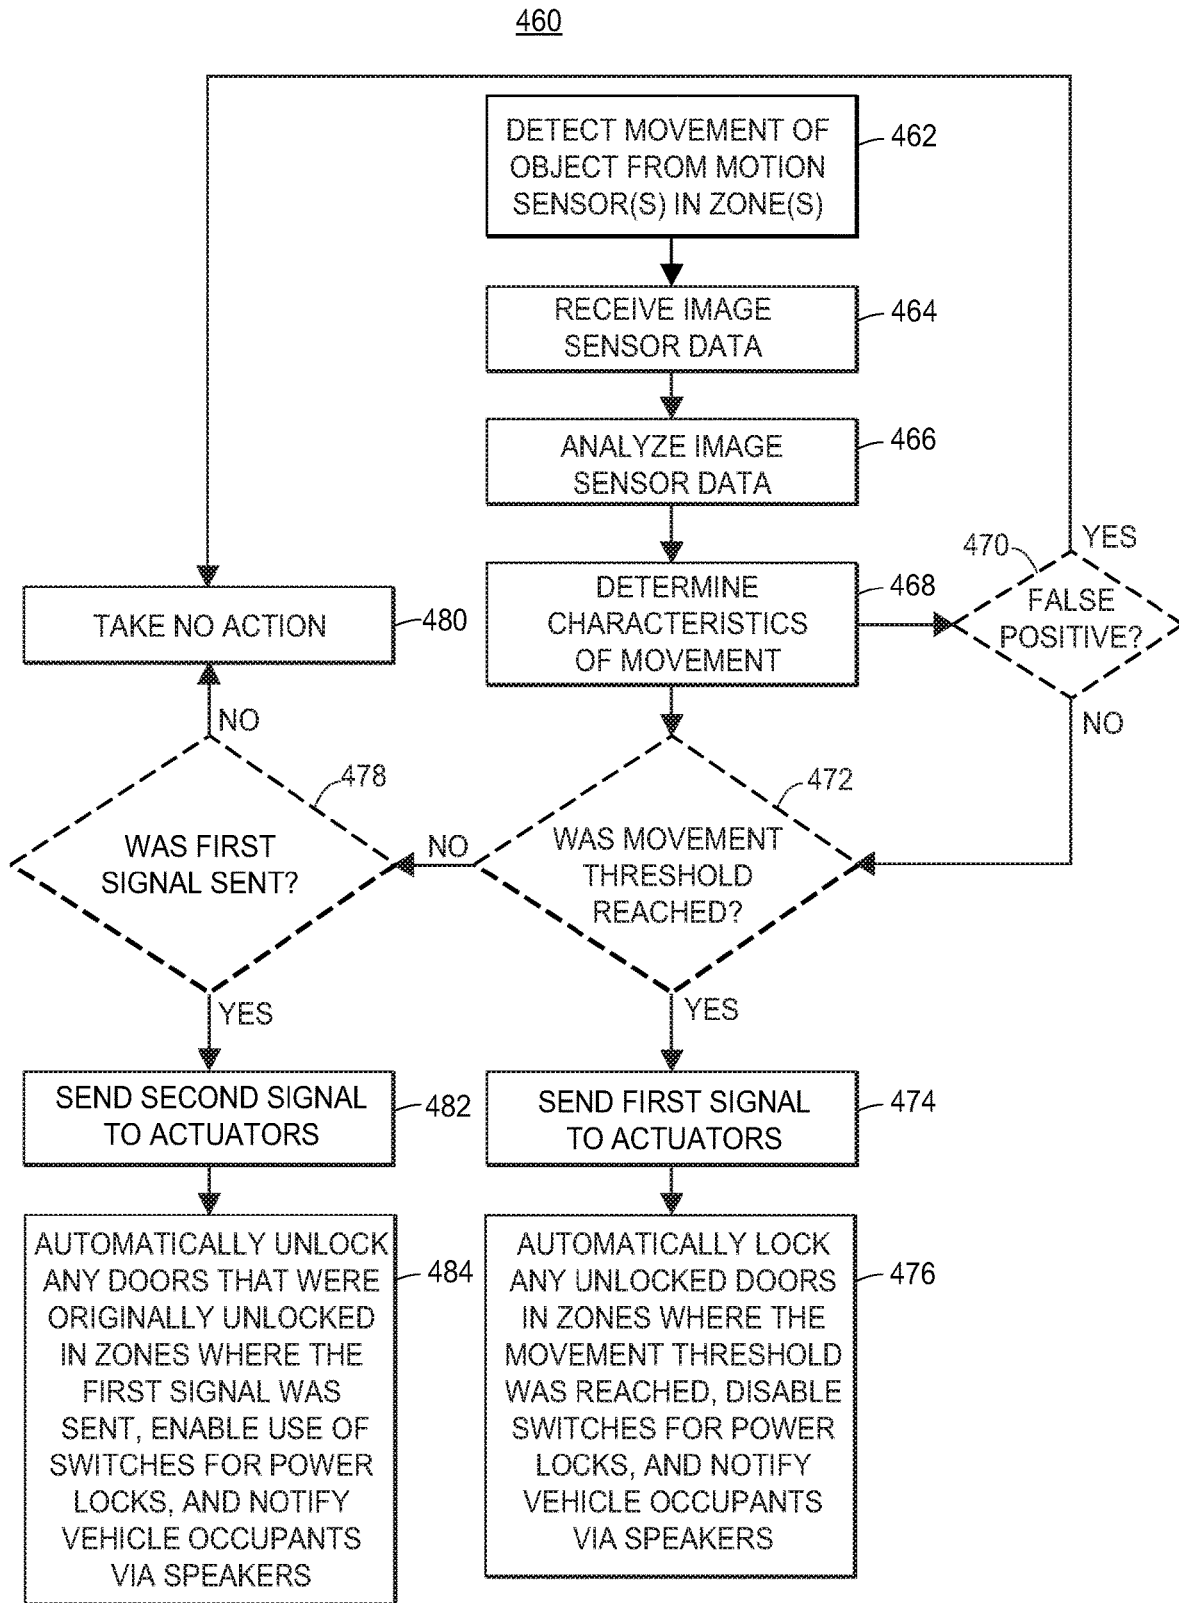 460
DETECT MOVEMENT OF
OBJECT FROM MOTION
SENSOR(S) IN ZONE(S)
462
RECEIVE IMAGE
SENSOR DATA
464
ANALYZE IMAGE
SENSOR DATA
466
DETERMINE
CHARACTERISTICS
OF MOVEMENT
468
470
YES
FALSE
POSITIVE?
NO
TAKE NO ACTION
480
NO
478
WAS FIRST
SIGNAL SENT?
YES
NO
472
WAS MOVEMENT
THRESHOLD
REACHED?
YES
SEND SECOND SIGNAL
TO ACTUATORS
482
SEND FIRST SIGNAL
TO ACTUATORS
474
AUTOMATICALLY UNLOCK
ANY DOORS THAT WERE
ORIGINALLY UNLOCKED
IN ZONES WHERE THE
FIRST SIGNAL WAS
SENT, ENABLE USE OF
SWITCHES FOR POWER
LOCKS, AND NOTIFY
VEHICLE OCCUPANTS
VIA SPEAKERS
484
AUTOMATICALLY LOCK
ANY UNLOCKED DOORS
IN ZONES WHERE THE
MOVEMENT THRESHOLD
WAS REACHED, DISABLE
SWITCHES FOR POWER
LOCKS, AND NOTIFY
VEHICLE OCCUPANTS
VIA SPEAKERS
476